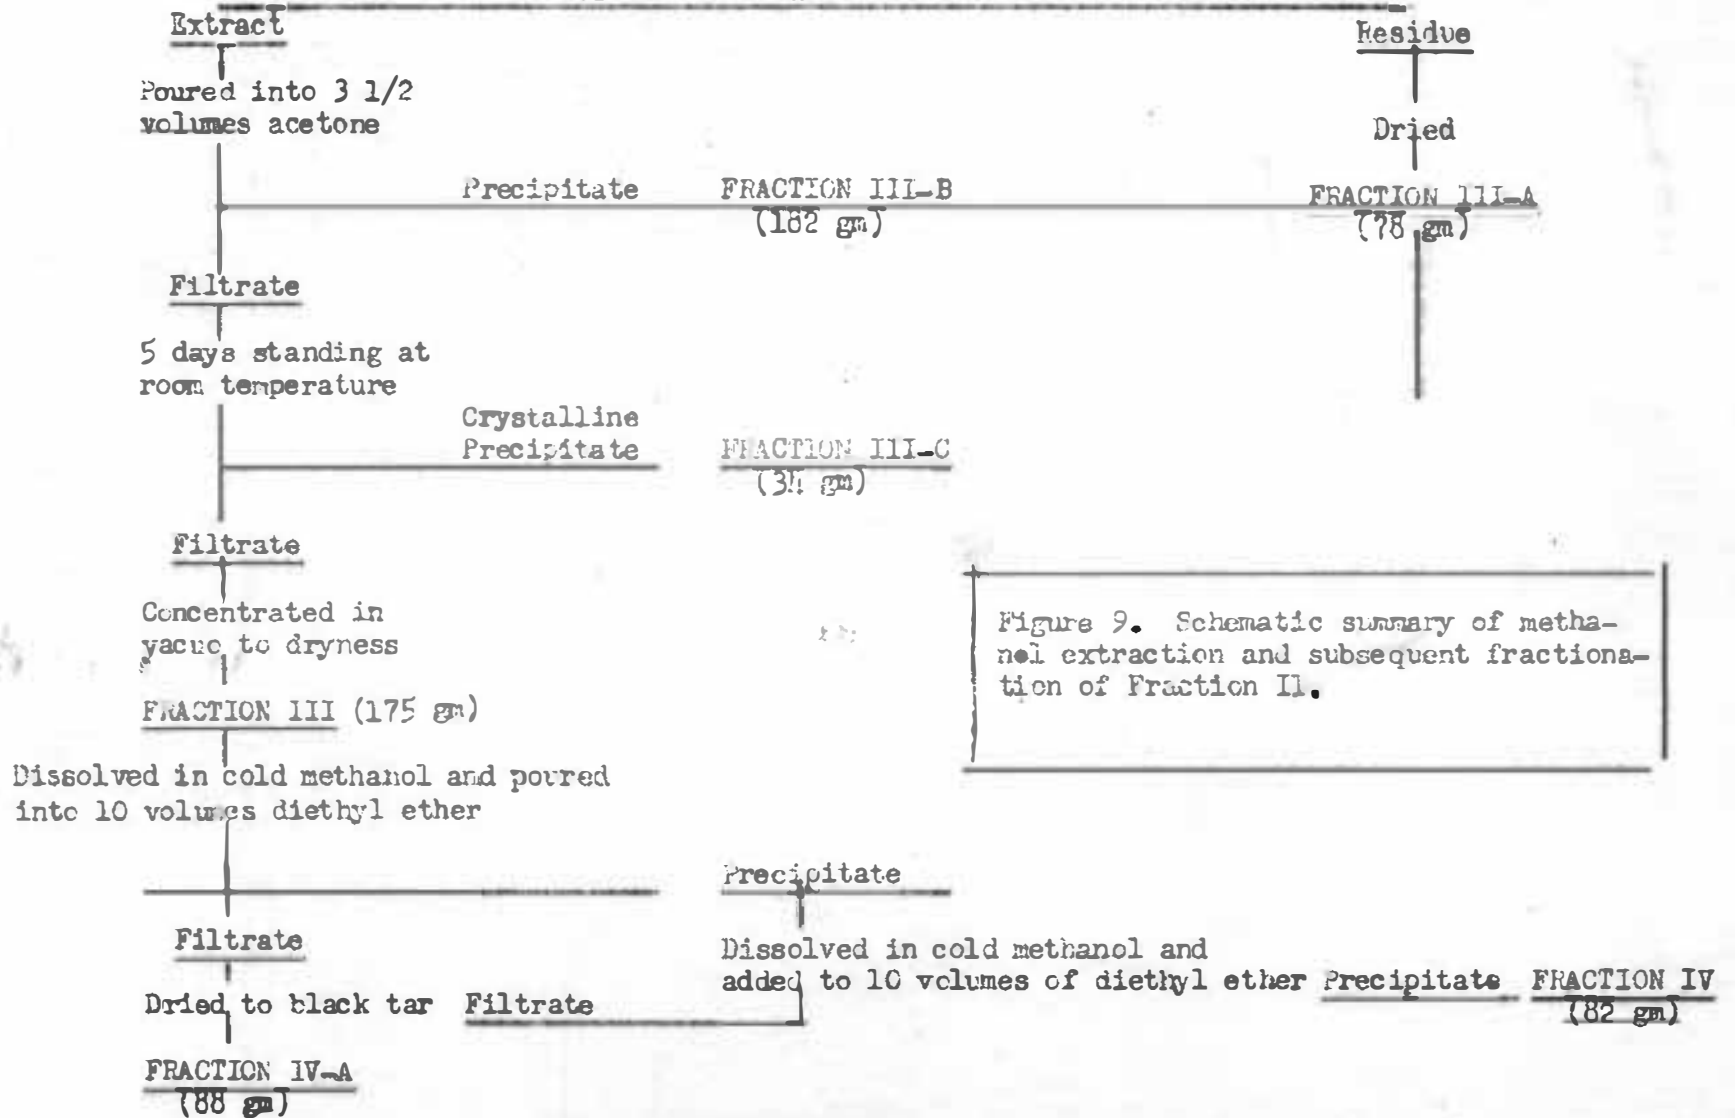 Extract
Residue
Poured into 3 1/2
volumes acetone
Dried
Precipitate FRACTION III-B
(182 gm)
FRACTION III-A
(78 gm)
Filtrate
5 days standing at
room temperature
Crystalline
Precipitate
FRACTION III-C
(34 gm)
Filtrate
Concentrated in
vacuo to dryness
FRACTION III (175 gm)
Figure 9. Schematic summary of metha-
nol extraction and subsequent fractiona-
tion of Fraction II.
Dissolved in cold methanol and poured
into 10 volumes diethyl ether
Precipitate
Filtrate
Dissolved in cold methanol and
added to 10 volumes of diethyl ether Precipitate FRACTION IV
(82 gm)
Dried to black tar Filtrate
FRACTION IV-A
(88 gm)